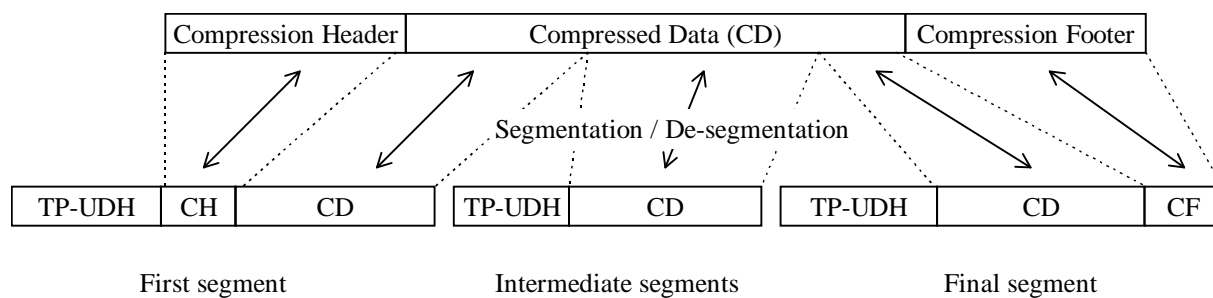 Compression Header Compressed Data (CD) Compression Footer
Segmentation / De-segmentation
TP-UDH CH CD TP-UDH CD TP-UDH CD CF
First segment Intermediate segments Final segment